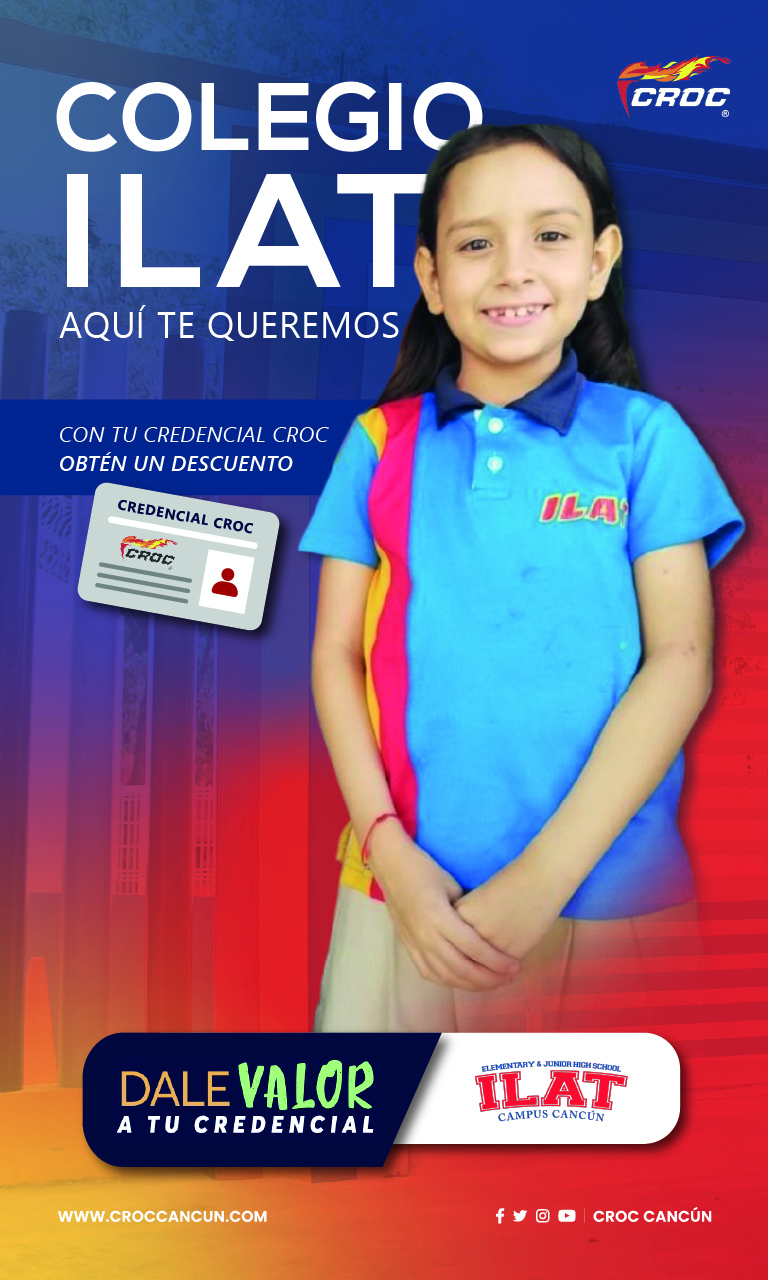 COLEGIO
ILAT
AQUÍ TE QUEREMOS
CROC®
CON TU CREDENCIAL CROC
OBTÉN UN DESCUENTO
CREDENCIAL CROC
CROC
ILAT
DALE VALOR
A TU CREDENCIAL
ELEMENTARY & JUNIOR HIGH SCHOOL
ILAT
CAMPUS CANCÚN
WWW.CROCCANCUN.COM
CROC CANCÚN